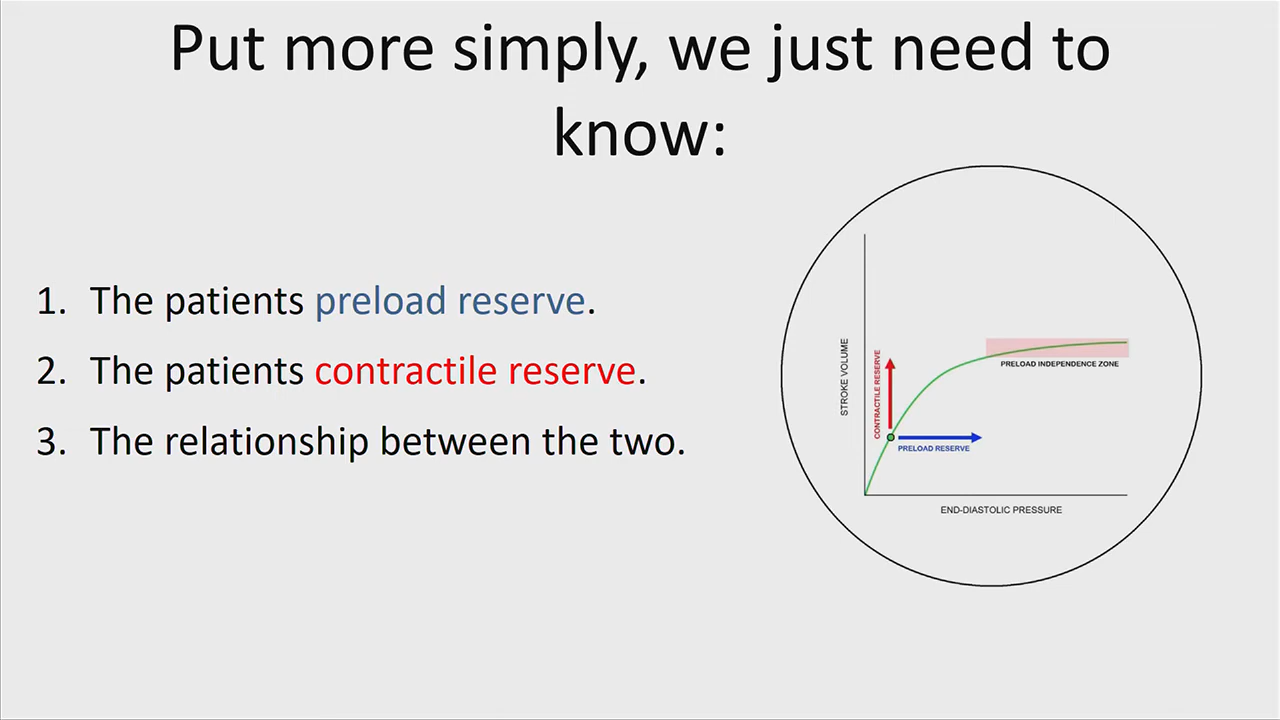 Put more simply, we just need to
know:
1. The patients preload reserve.
2. The patients contractile reserve.
3. The relationship between the two.
STROKE VOLUME
CONTRACTILE RESERVE
PRELOAD INDEPENDENCE ZONE
PRELOAD RESERVE
END-DIASTOLIC PRESSURE